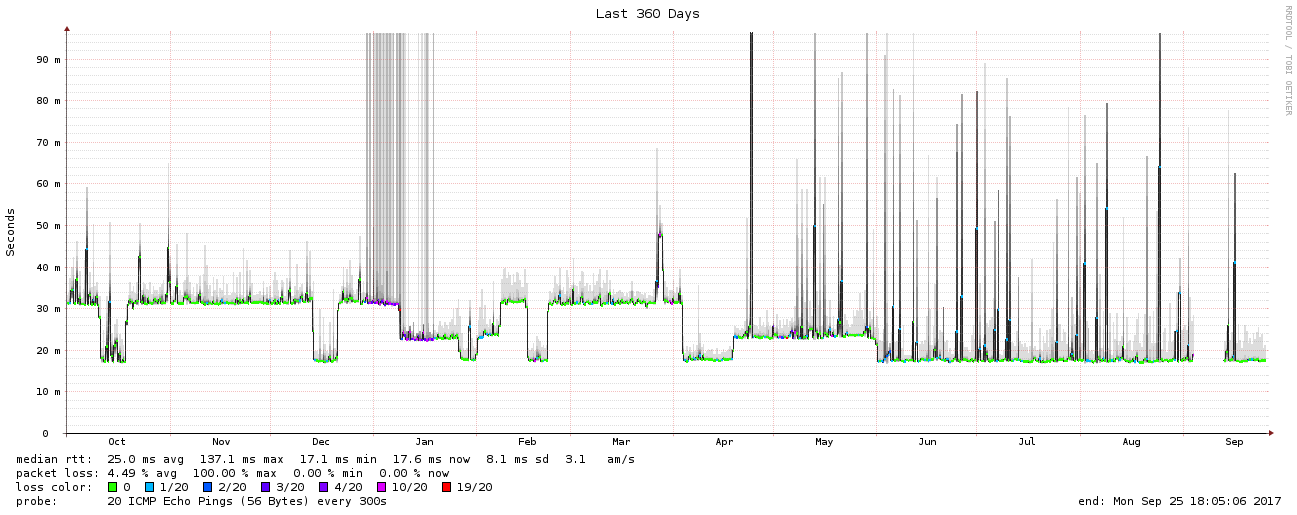 Last 360 Days
RRDTOOL / TOBI OETIKER
Seconds
90 m
80 m
70 m
60 m
50 m
40 m
30 m
20 m
10 m
0
Oct Nov Dec Jan Feb Mar Apr May Jun Jul Aug Sep
median rtt: 25.0 ms avg 137.1 ms max 17.1 ms min 17.6 ms now 8.1 ms sd 3.1 am/s
packet loss: 4.49 % avg 100.00 % max 0.00 % min 0.00 % now
loss color: 0 1/20 2/20 3/20 4/20 10/20 19/20
probe: 20 ICMP Echo Pings (56 Bytes) every 300s end: Mon Sep 25 18:05:06 2017